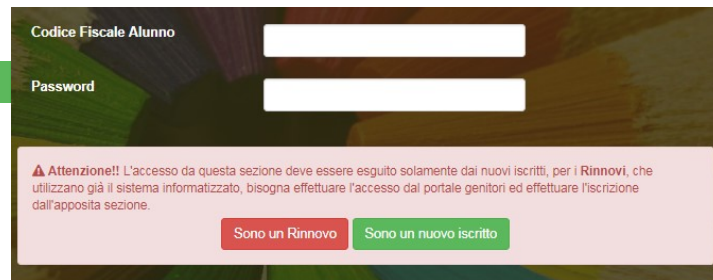 Codice Fiscale Alunno
Password
Attenzione!! L'accesso da questa sezione deve essere esguito solamente dai nuovi iscritti, per i Rinnovi, che
utilizzano già il sistema informatizzato, bisogna effettuare l'accesso dal portale genitori ed effettuare l'iscrizione
dall'apposita sezione.
Sono un Rinnovo Sono un nuovo iscritto